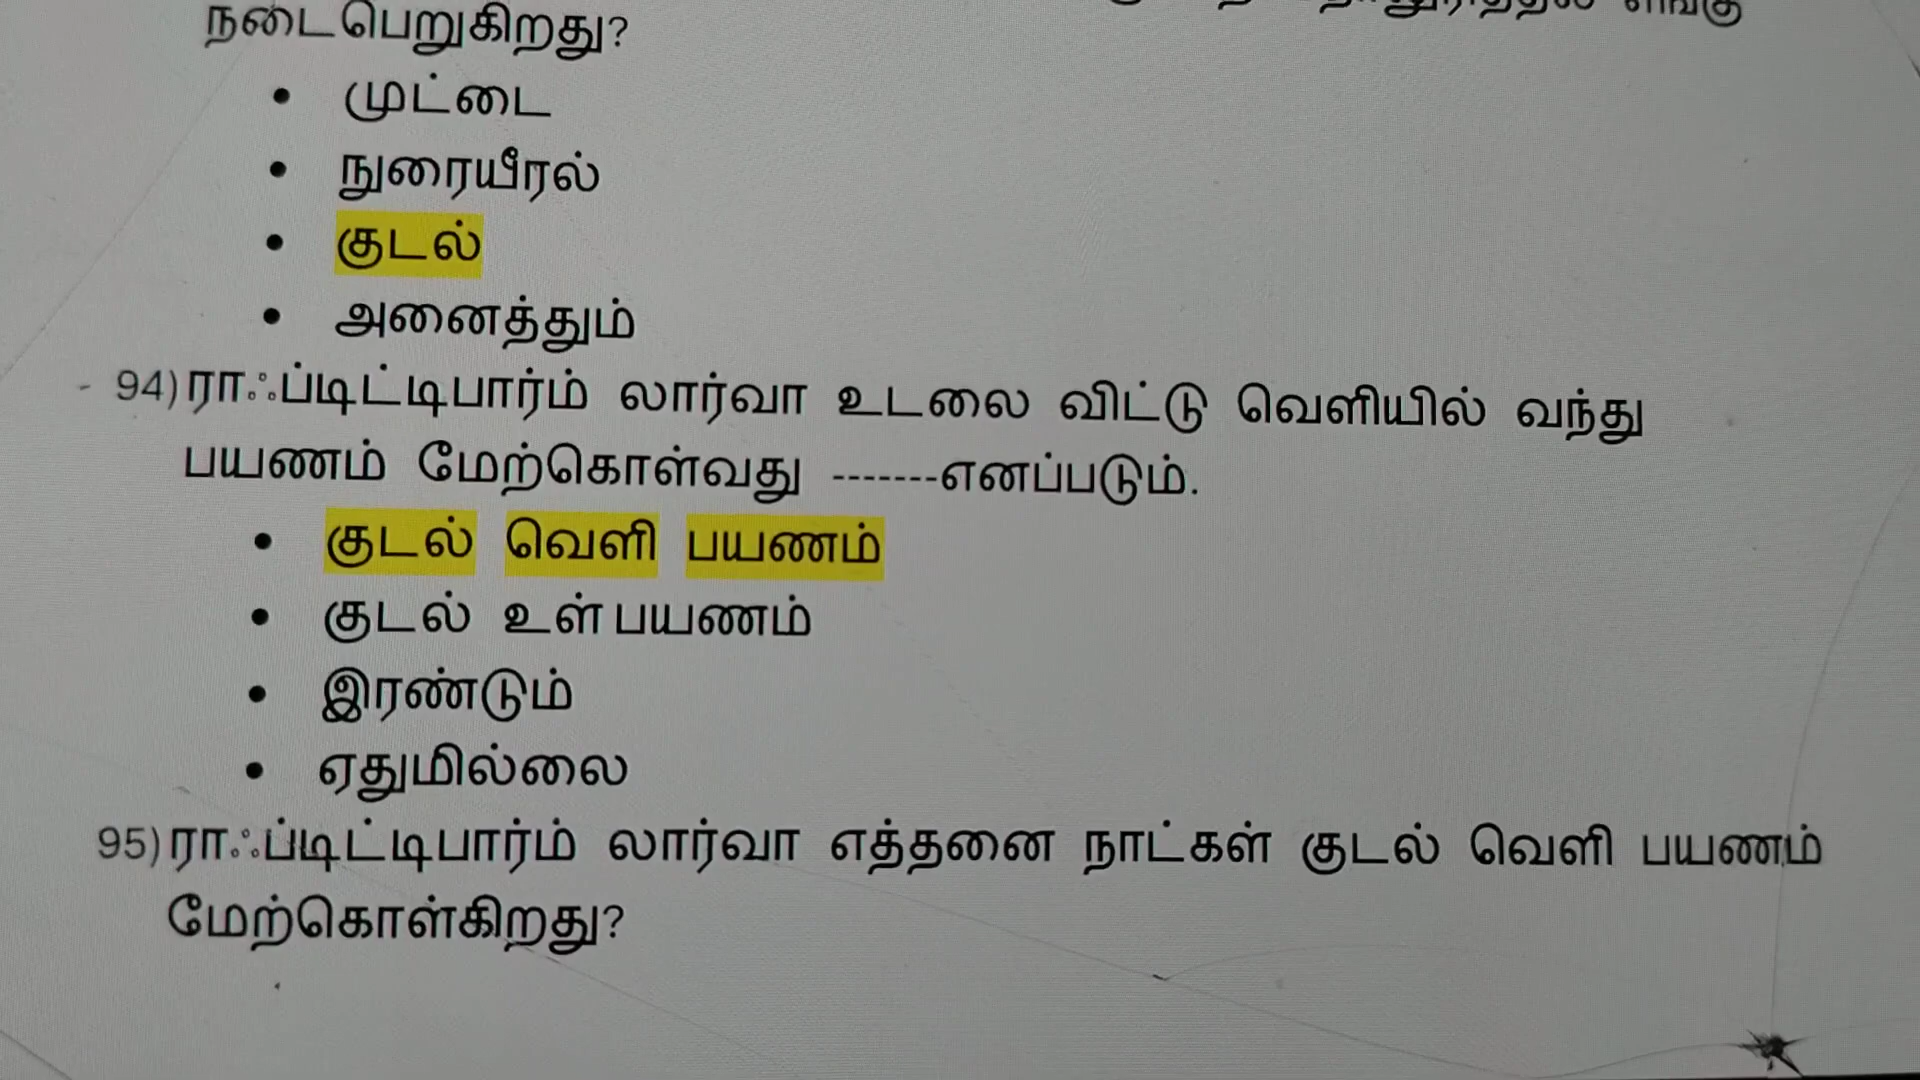 எங்கு
நடைபெறுகிறது?
• முட்டை
• நுரையீரல்
• குடல்
• அனைத்தும்
- 94)ராஃப்டிட்டிபார்ம் லார்வா உடலை விட்டு வெளியில் வந்து
பயணம் மேற்கொள்வது -------எனப்படும்.
• குடல் வெளி பயணம்
• குடல் உள் பயணம்
• இரண்டும்
• ஏதுமில்லை
95)ராஃப்டிட்டிபார்ம் லார்வா எத்தனை நாட்கள் குடல் வெளி பயணம்
மேற்கொள்கிறது?